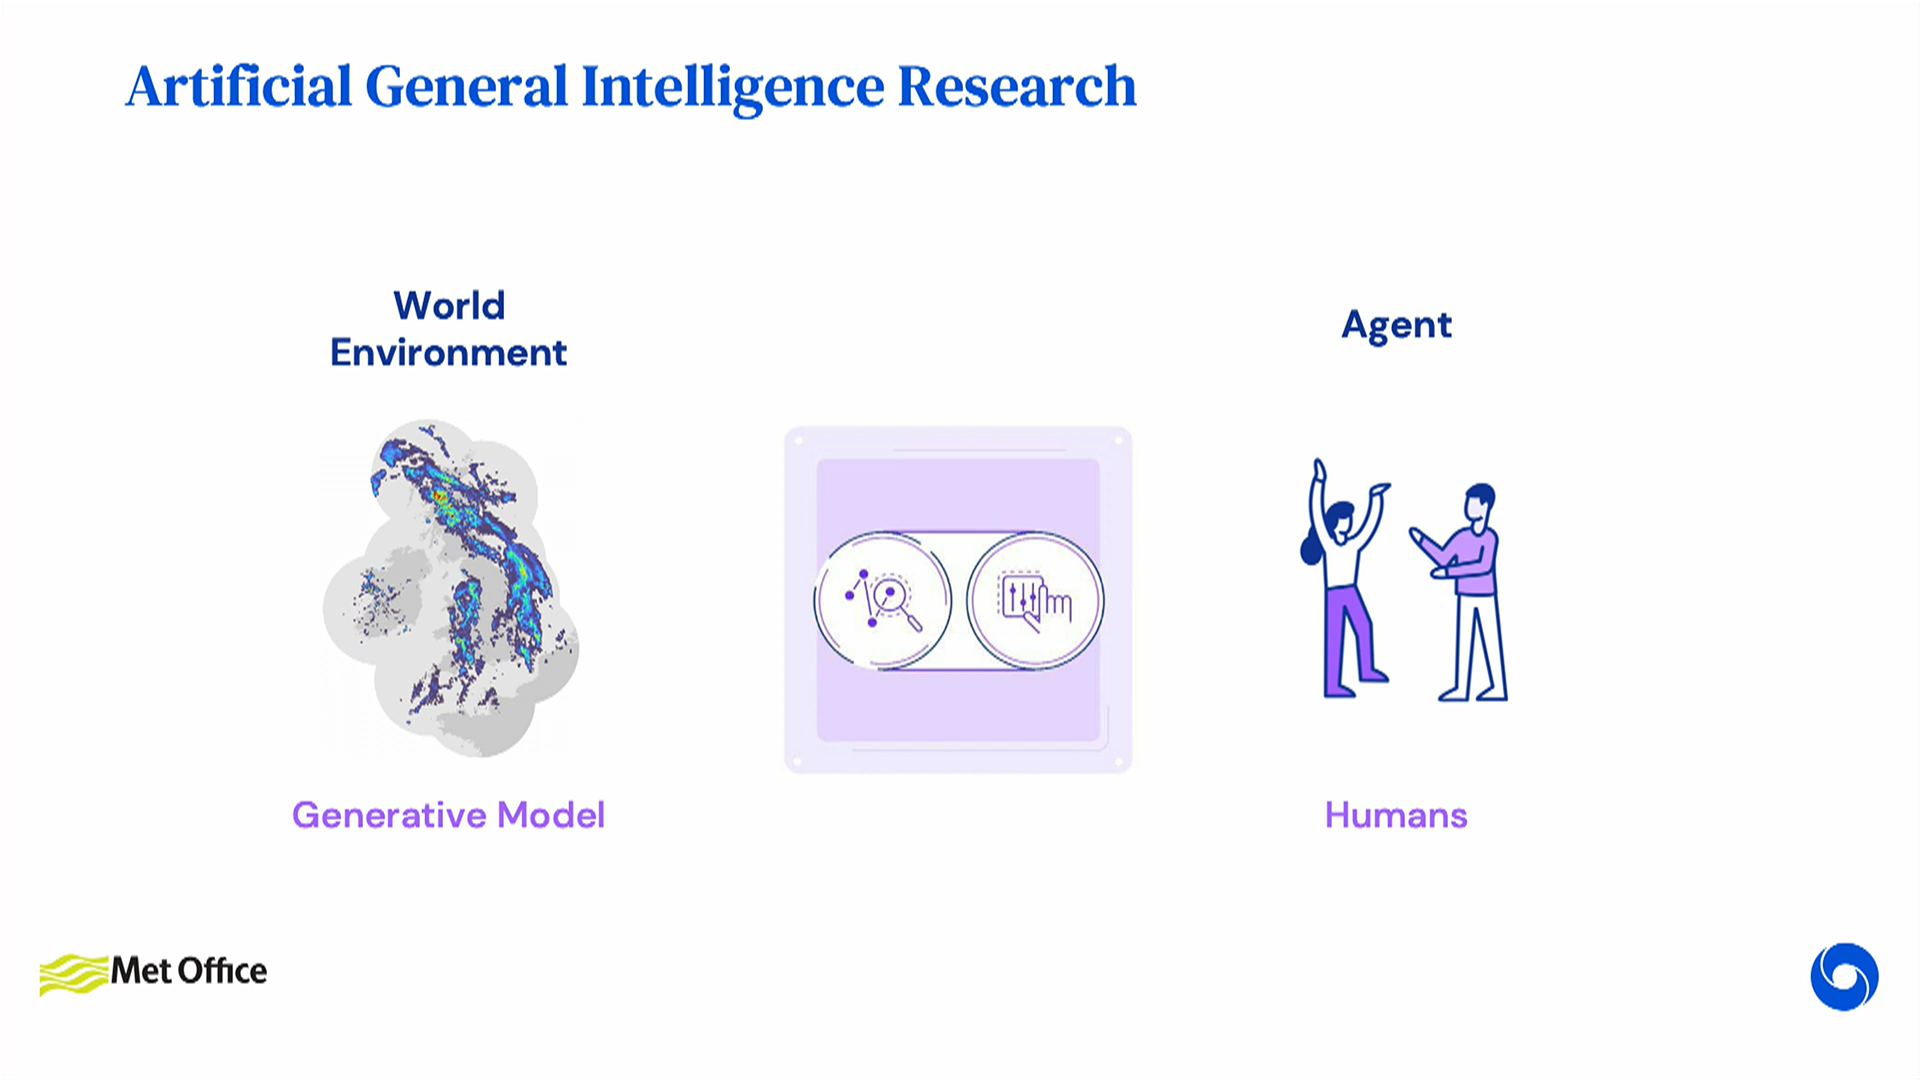 Artificial General Intelligence Research
World
Environment
Agent
Generative Model
Humans
Met Office